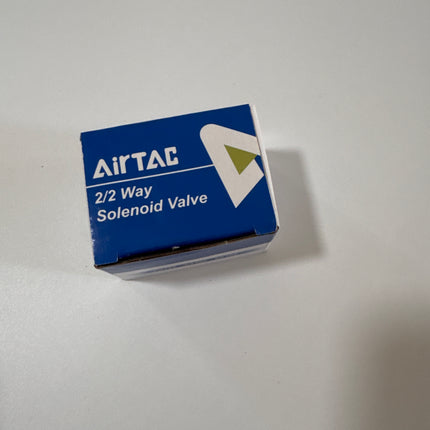 AirTAC
2/2 Way
Solenoid Valve